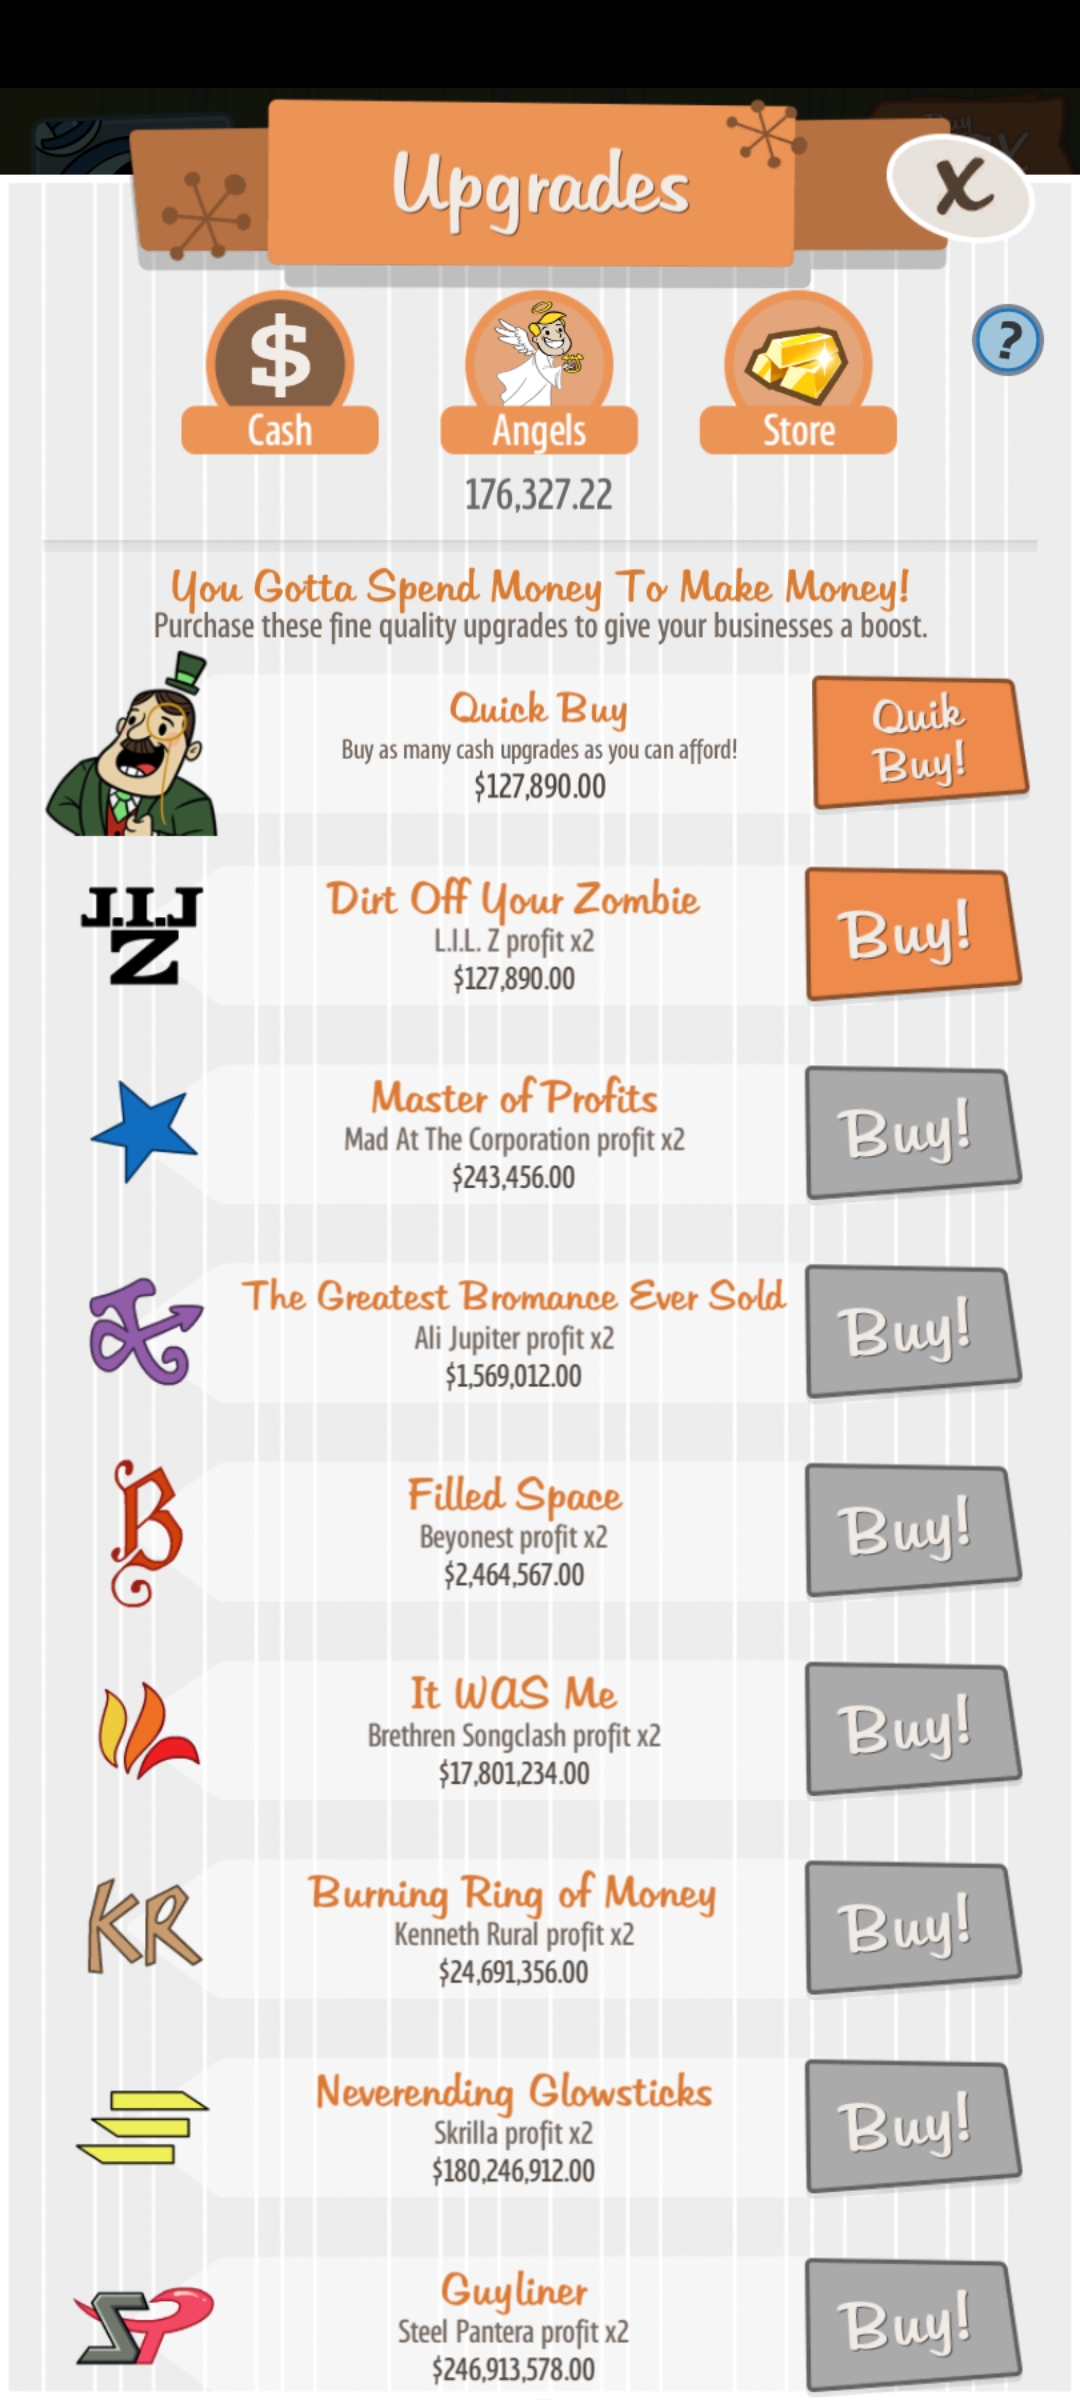 Upgrades
X
$
?
Cash
Angels
Store
176,327.22
You Gotta Spend Money To Make Money!
Purchase these fine quality upgrades to give your businesses a boost.
Quick Buy
Buy as many cash upgrades as you can afford!
$127,890.00
Quik
Buy!
J.I.J
Z
Dirt Off Your Zombie
L.I.L. Z profit x2
$127,890.00
Buy!
Master of Profits
Mad At The Corporation profit x2
$243,456.00
Buy!
The Greatest Bromance Ever Sold
Ali Jupiter profit x2
$1,569,012.00
Buy!
B
Filled Space
Beyonest profit x2
$2,464,567.00
Buy!
It WAS Me
Brethren Songclash profit x2
$17,801,234.00
Buy!
KR
Burning Ring of Money
Kenneth Rural profit x2
$24,691,356.00
Buy!
Neverending Glowsticks
Skrilla profit x2
$180,246,912.00
Buy!
SP
Guyliner
Steel Pantera profit x2
$246,913,578.00
Buy!